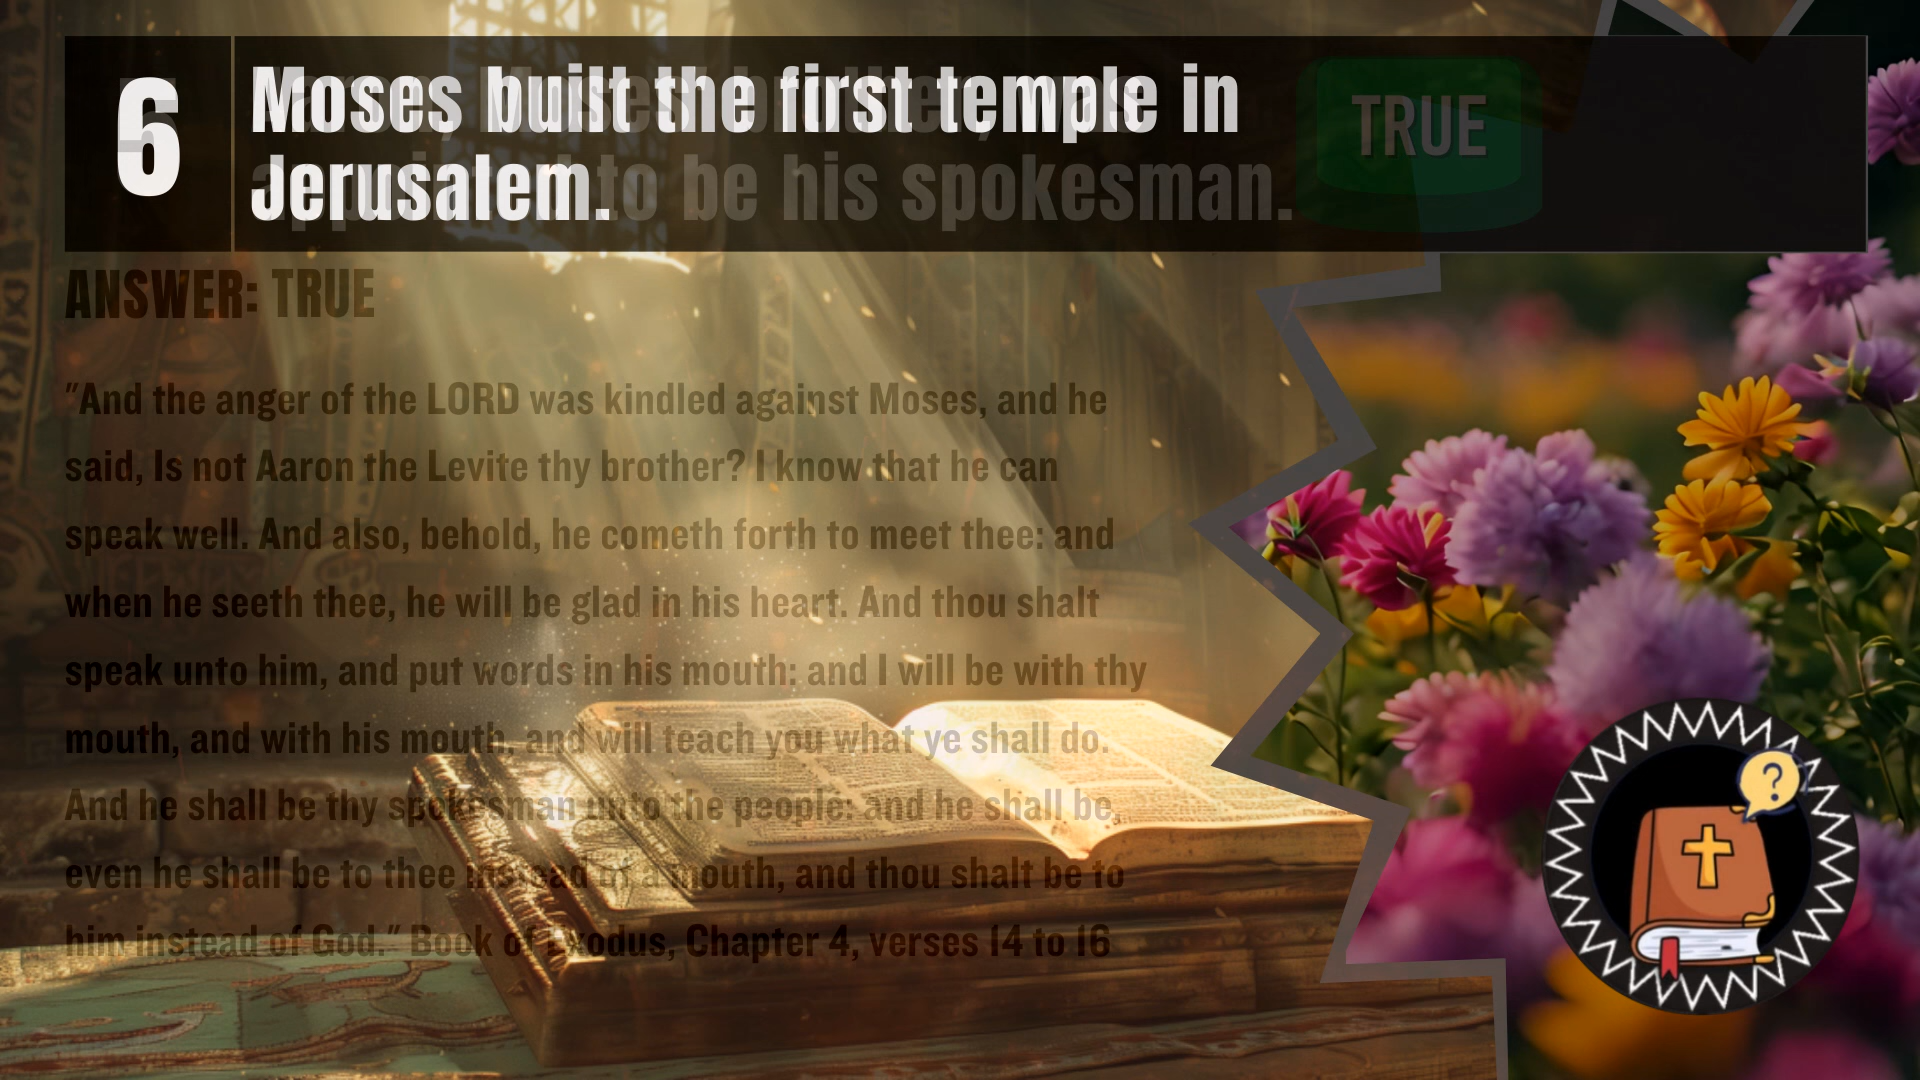 6
Moses built the first temple in
Jerusalem.
to be his spokesman.
TRUE
ANSWER: TRUE
"And the anger of the LORD was kindled against Moses, and he
said, Is not Aaron the Levite thy brother? I know that he can
speak well. And also, behold, he cometh forth to meet thee: and
when he seeth thee, he will be glad in his heart. And thou shalt
speak unto him, and put words in his mouth: and I will be with thy
mouth, and with his mouth, and will teach you what ye shall do.
And he shall be thy spokesman unto the people: and he shall be,
even he shall be to thee instead of a mouth, and thou shalt be to
him instead of God." Book of Exodus, Chapter 4, verses 14 to 16
?